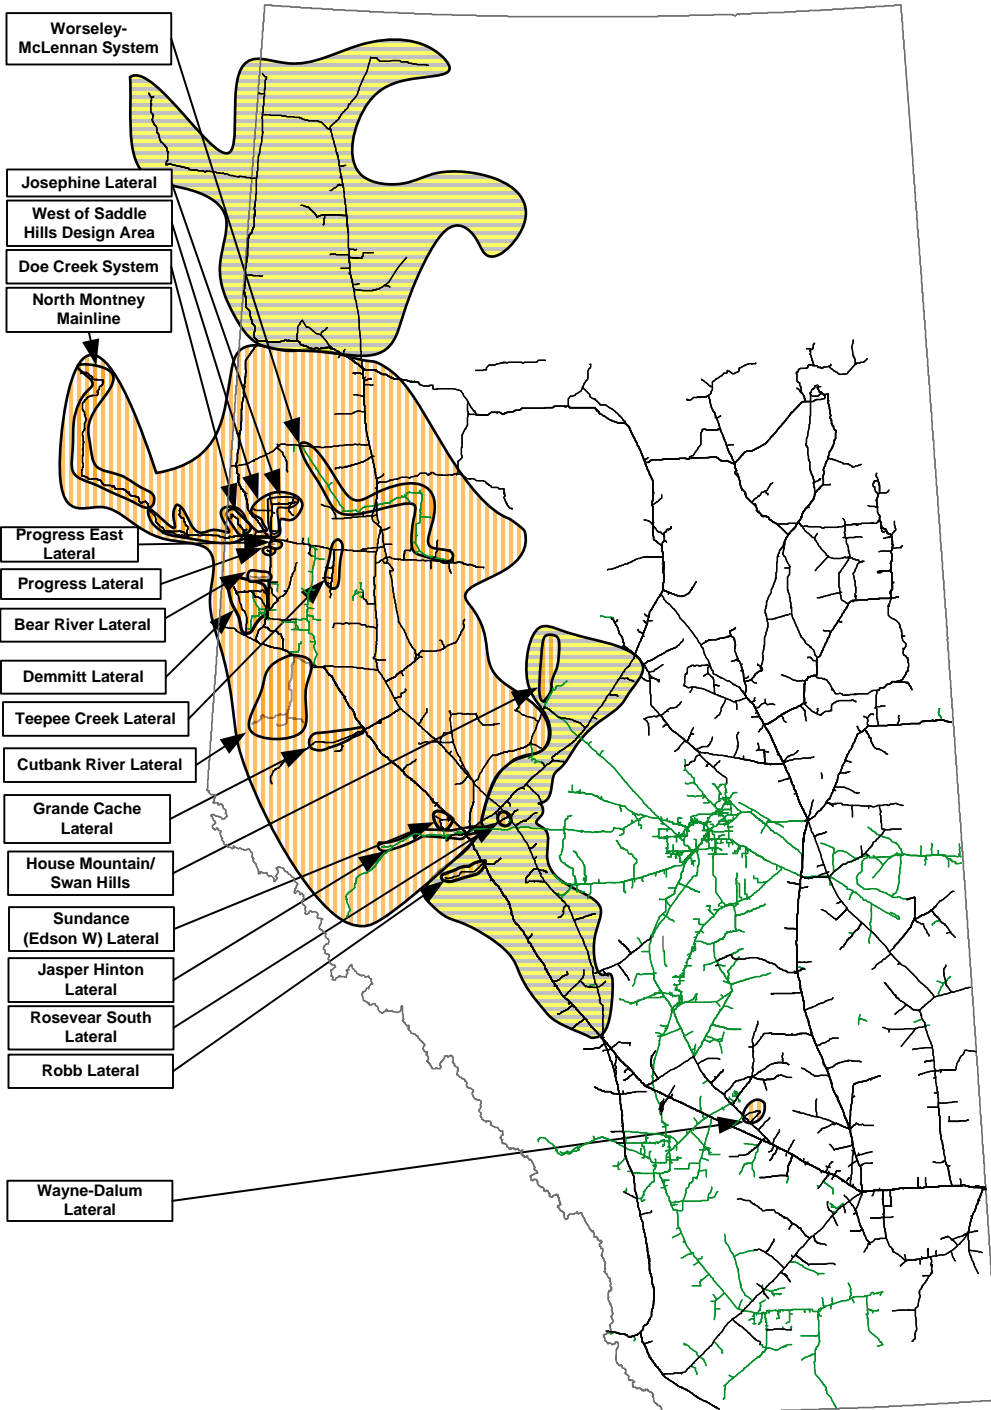 Worseley-
McLennan System
Josephine Lateral
West of Saddle
Hills Design Area
Doe Creek System
North Montney
Mainline
Progress East
Lateral
Progress Lateral
Bear River Lateral
Demmitt Lateral
Teepee Creek Lateral
Cutbank River Lateral
Grande Cache
Lateral
House Mountain/
Swan Hills
Sundance
(Edson W) Lateral
Jasper Hinton
Lateral
Rosevear South
Lateral
Robb Lateral
Wayne-Dalum
Lateral